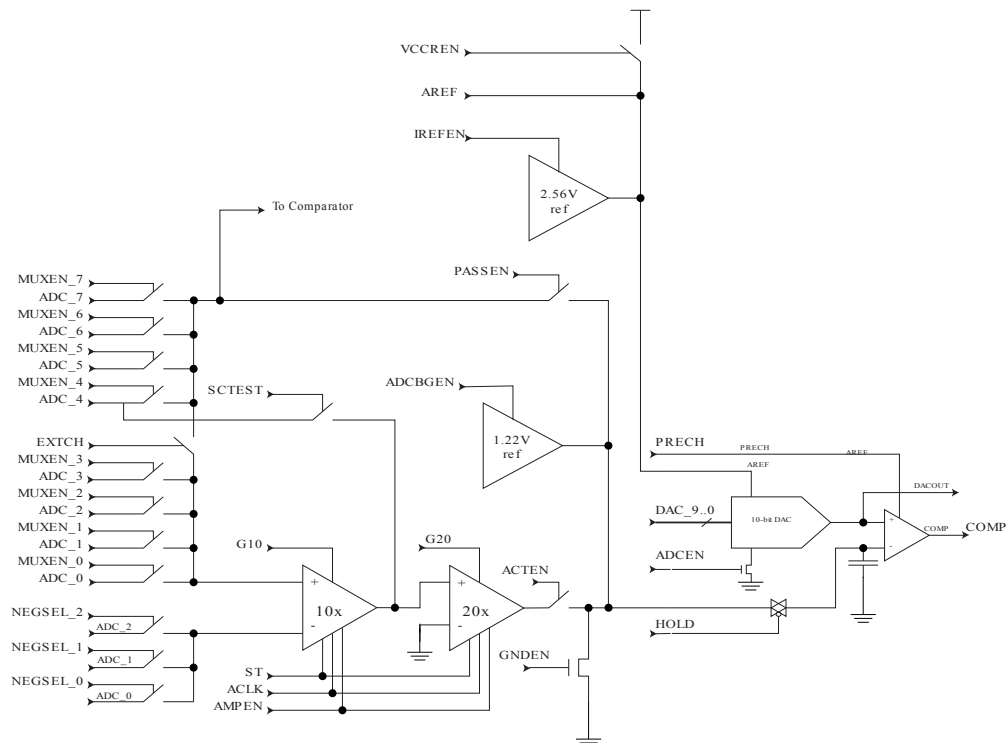 VCCREN
AREF
IREFEN
2.56V
ref
To Comparator
PASSEN
MUXEN_7
ADC_7
MUXEN_6
ADC_6
MUXEN_5
ADC_5
MUXEN_4
ADC_4
SCTEST
ADCBGEN
1.22V
ref
EXTCH
MUXEN_3
ADC_3
MUXEN_2
ADC_2
MUXEN_1
ADC_1
MUXEN_0
ADC_0
PRECH
PRECH
AREF
AREF
DACOUT
DAC_9..0
10-bit DAC
+
-
COMP
COMP
ADCEN
G10
G20
ACTEN
+
10x
-
+
20x
-
HOLD
NEGSEL_2
ADC_2
NEGSEL_1
ADC_1
NEGSEL_0
ADC_0
ST
ACLK
AMPEN
GNDEN